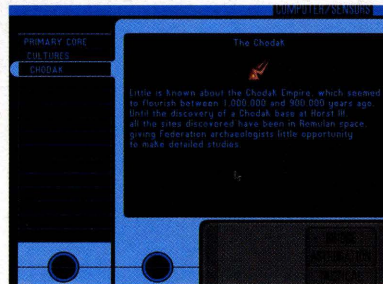 COMPUTER/SENSORS
PRIMARY CORE
CULTURES
CHODAK
The Chodak
Little is known about the Chodak Empire, which seemed
to flourish between 1,000,000 and 900,000 years ago.
Until the discovery of a Chodak base at Horst III,
all the sites discovered have been in Romulan space,
giving Federation archaeologists little opportunity
to make detailed studies.